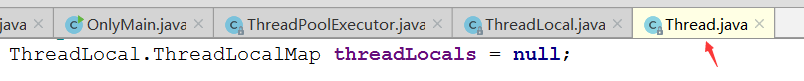 java × OnlyMain.java × ThreadPoolExecutor.java × ThreadLocal.java × Thread.java ×
ThreadLocal.ThreadLocalMap threadLocals = null;